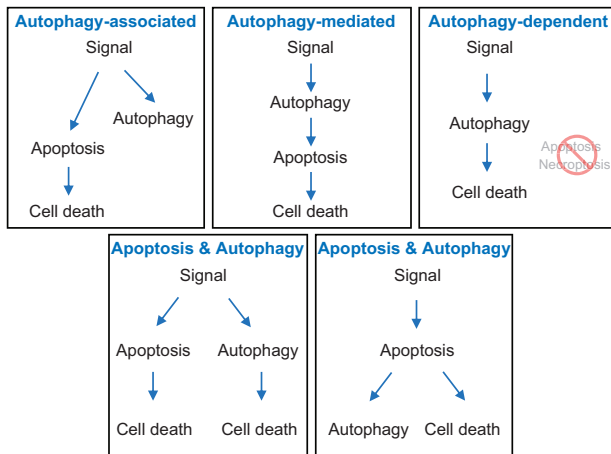 Autophagy-associated
Signal
Autophagy
Apoptosis
Cell death
Autophagy-mediated
Signal
Autophagy
Apoptosis
Cell death
Autophagy-dependent
Signal
Autophagy
Apoptosis
Necroptosis
Cell death
Apoptosis & Autophagy
Signal
Apoptosis Autophagy
Cell death Cell death
Apoptosis & Autophagy
Signal
Apoptosis
Autophagy Cell death